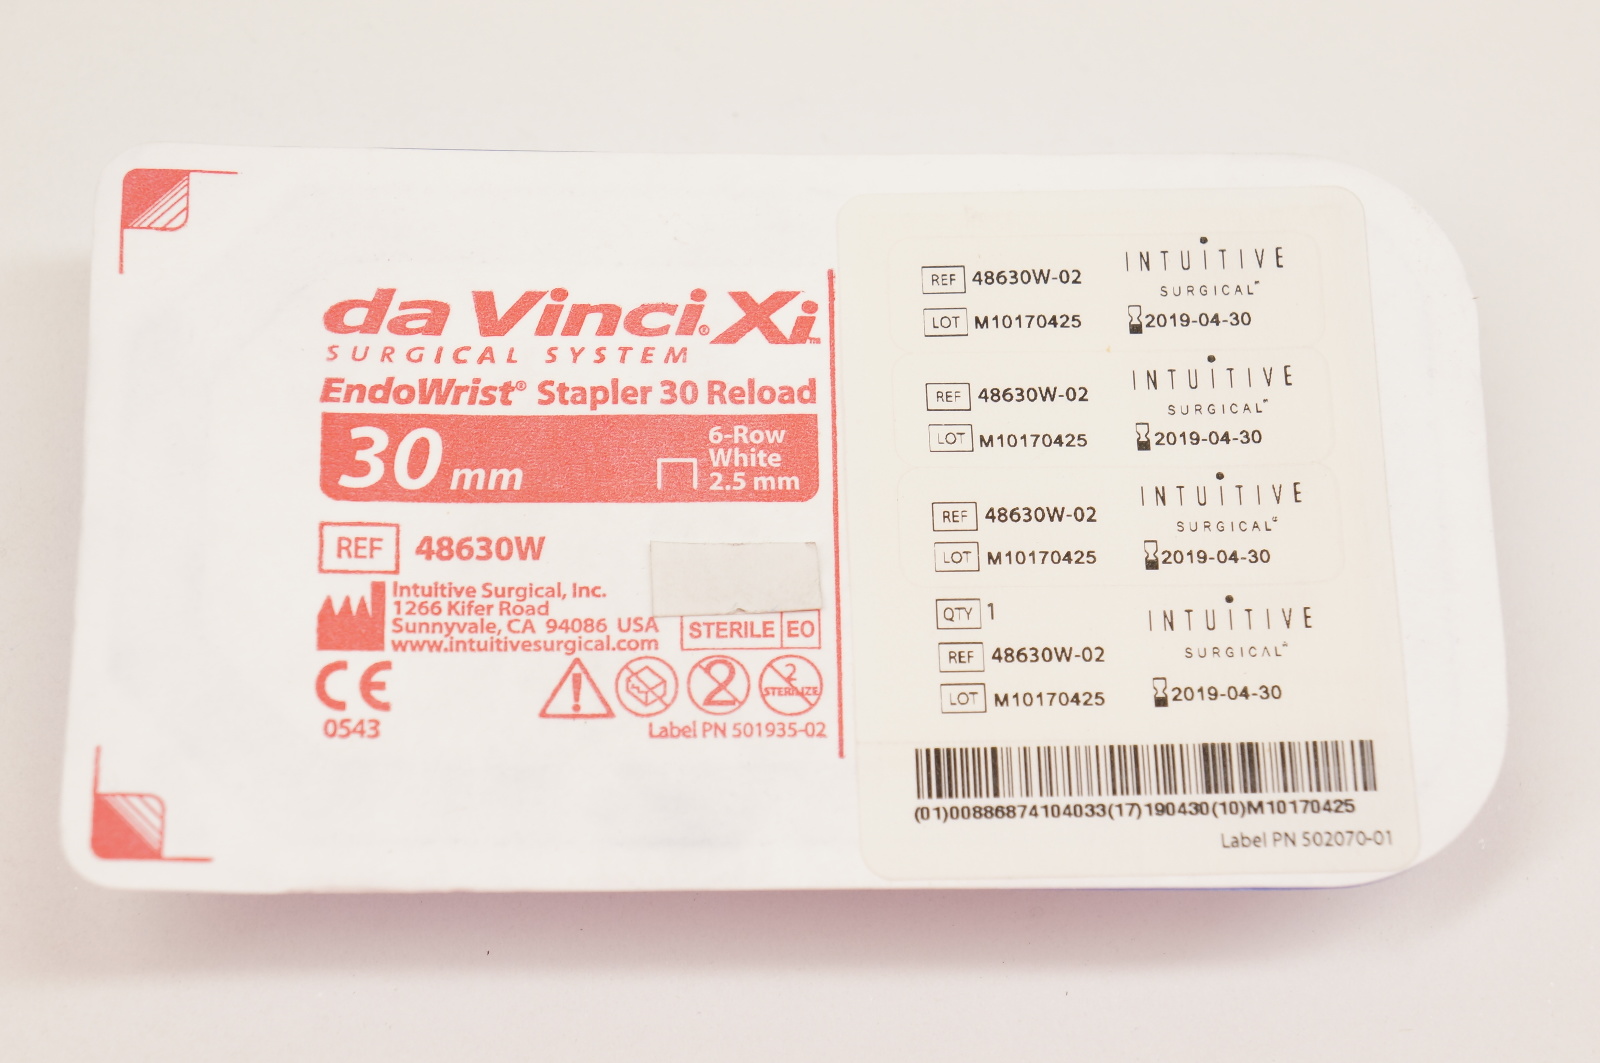 da Vinci® Xi™
SURGICAL SYSTEM
EndoWrist® Stapler 30 Reload
30 mm
6-Row
White
2.5 mm
REF 48630W
Intuitive Surgical, Inc.
1266 Kifer Road
Sunnyvale, CA 94086 USA
www.intuitivesurgical.com
STERILE EO
CE
0543
2
2
STERILIZE
Label PN 501935-02
INTUITIVE
SURGICAL
REF 48630W-02
LOT M10170425
2019-04-30
INTUITIVE
SURGICAL
REF 48630W-02
LOT M10170425
2019-04-30
INTUITIVE
SURGICAL
REF 48630W-02
LOT M10170425
2019-04-30
QTY 1
INTUITIVE
SURGICAL
REF 48630W-02
LOT M10170425
2019-04-30
(01)00886874104033(17)190430(10)M10170425
Label PN 502070-01